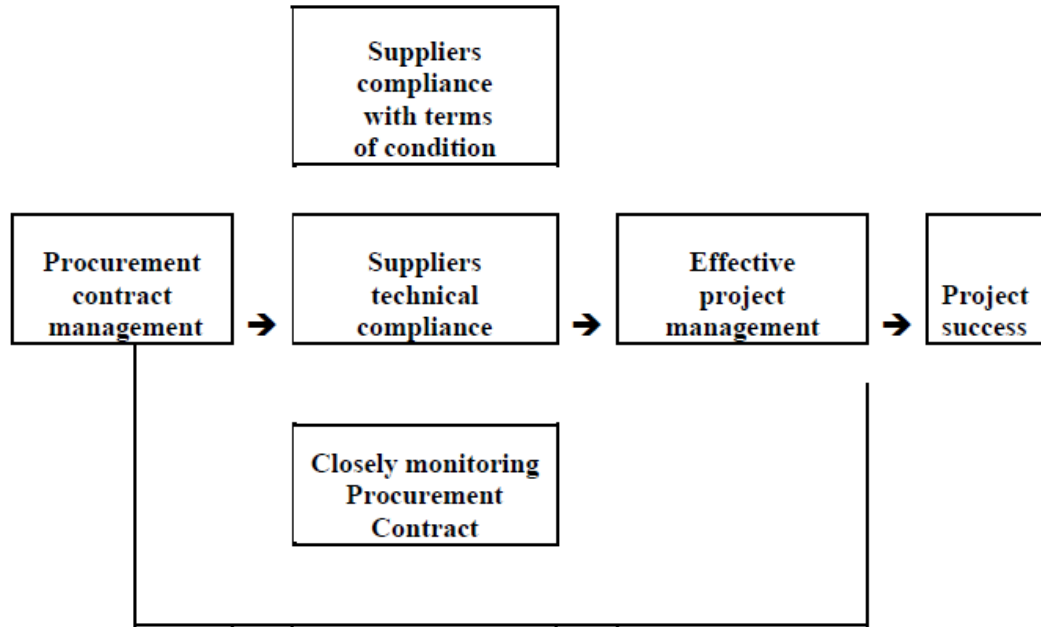 Suppliers
compliance
with terms
of condition
Procurement
contract
management
➔
Suppliers
technical
compliance
➔
Effective
project
management
➔
Project
success
Closely monitoring
Procurement
Contract